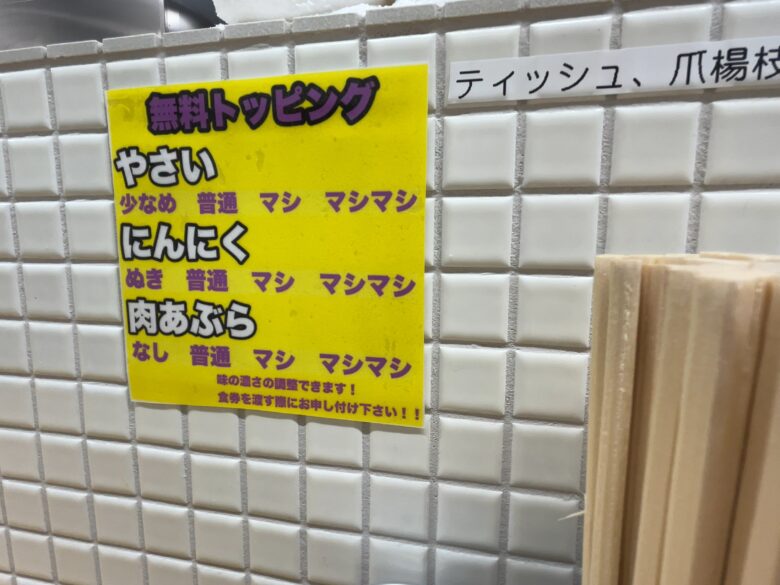 無料トッピング
やさい
少なめ 普通 マシ マシマシ
にんにく
ぬき 普通 マシ マシマシ
肉あぶら
なし 普通 マシ マシマシ
味の濃さの調整できます!
食券を渡す際にお申し付け下さい!!
ティッシュ、爪楊枝